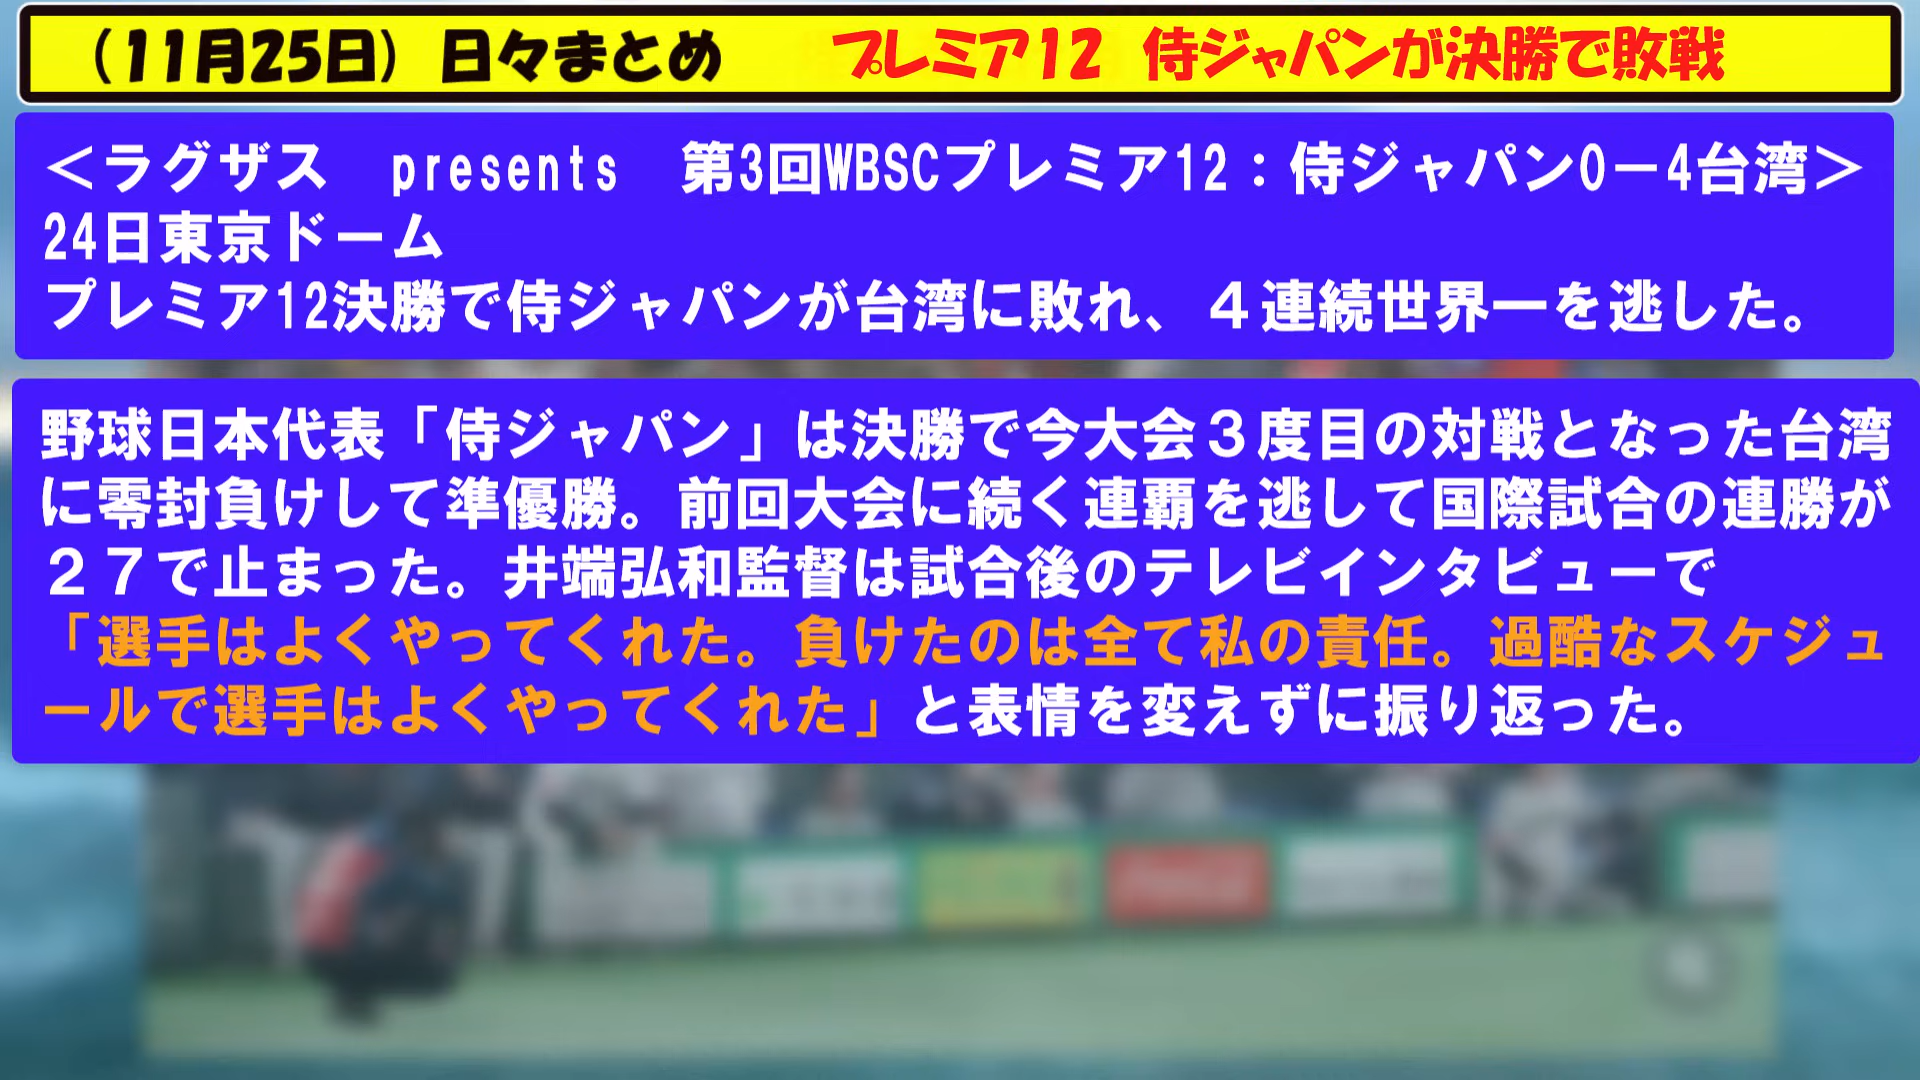 （11月25日）日々まとめ　プレミア12 侍ジャパンが決勝で敗戦
＜ラグザス　presents　第3回WBSCプレミア12：侍ジャパン0－4台湾＞
24日東京ドーム
プレミア12決勝で侍ジャパンが台湾に敗れ、４連続世界一を逃した。
野球日本代表「侍ジャパン」は決勝で今大会３度目の対戦となった台湾
に零封負けして準優勝。前回大会に続く連覇を逃して国際試合の連勝が
２７で止まった。井端弘和監督は試合後のテレビインタビューで
「選手はよくやってくれた。負けたのは全て私の責任。過酷なスケジュ
ールで選手はよくやってくれた」と表情を変えずに振り返った。